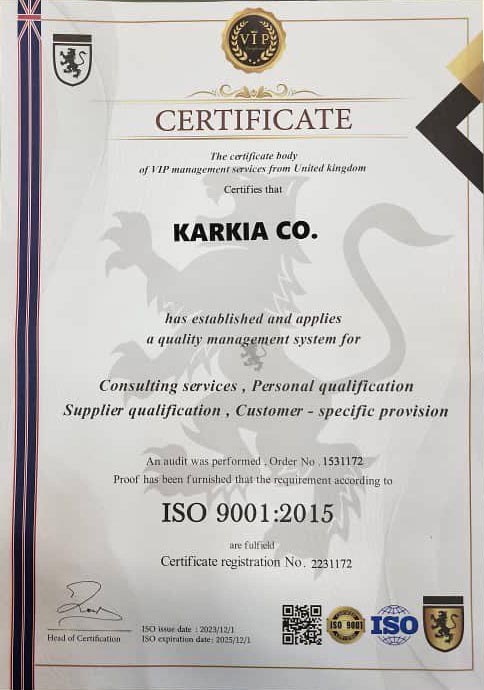 VIP
CERTIFICATE
The certificate body
of VIP management services from United kingdom
Certifies that
KARKIA CO.
has established and applies
a quality management system for
Consulting services , Personal qualification
Supplier qualification , Customer - specific provision
An audit was performed , Order No . 1531172
Proof has been furnished that the requirement according to
ISO 9001:2015
are fulfield
Certificate registration No. 2231172
Head of Certification
ISO issue date : 2023/12/1
ISO expiration date: 2025/12/1
ISO 9001
ISO